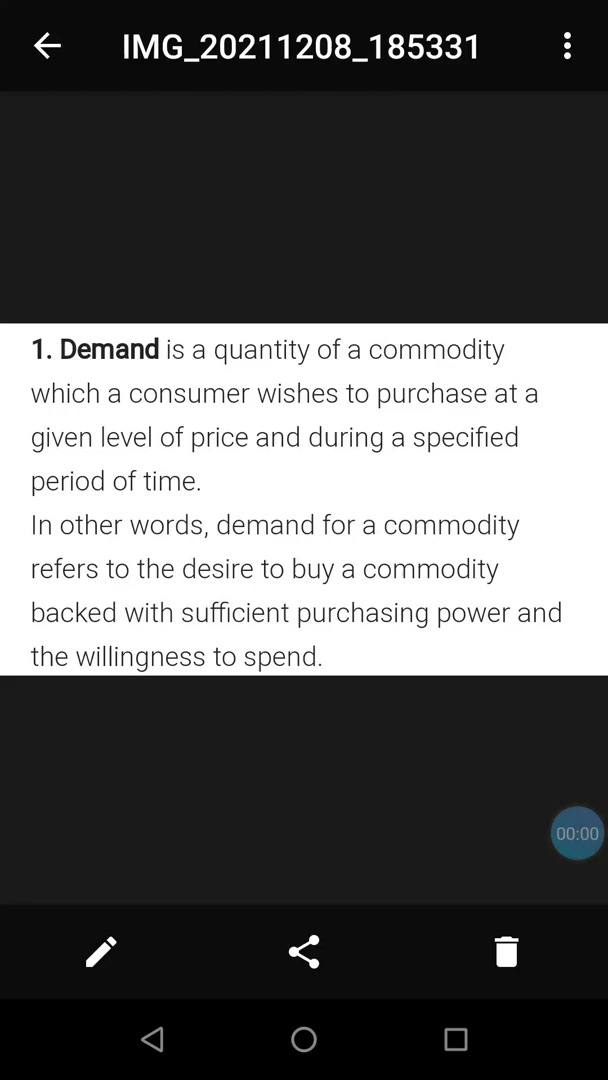 IMG_20211208_185331
1. Demand is a quantity of a commodity
which a consumer wishes to purchase at a
given level of price and during a specified
period of time.
In other words, demand for a commodity
refers to the desire to buy a commodity
backed with sufficient purchasing power and
the willingness to spend.
00:00